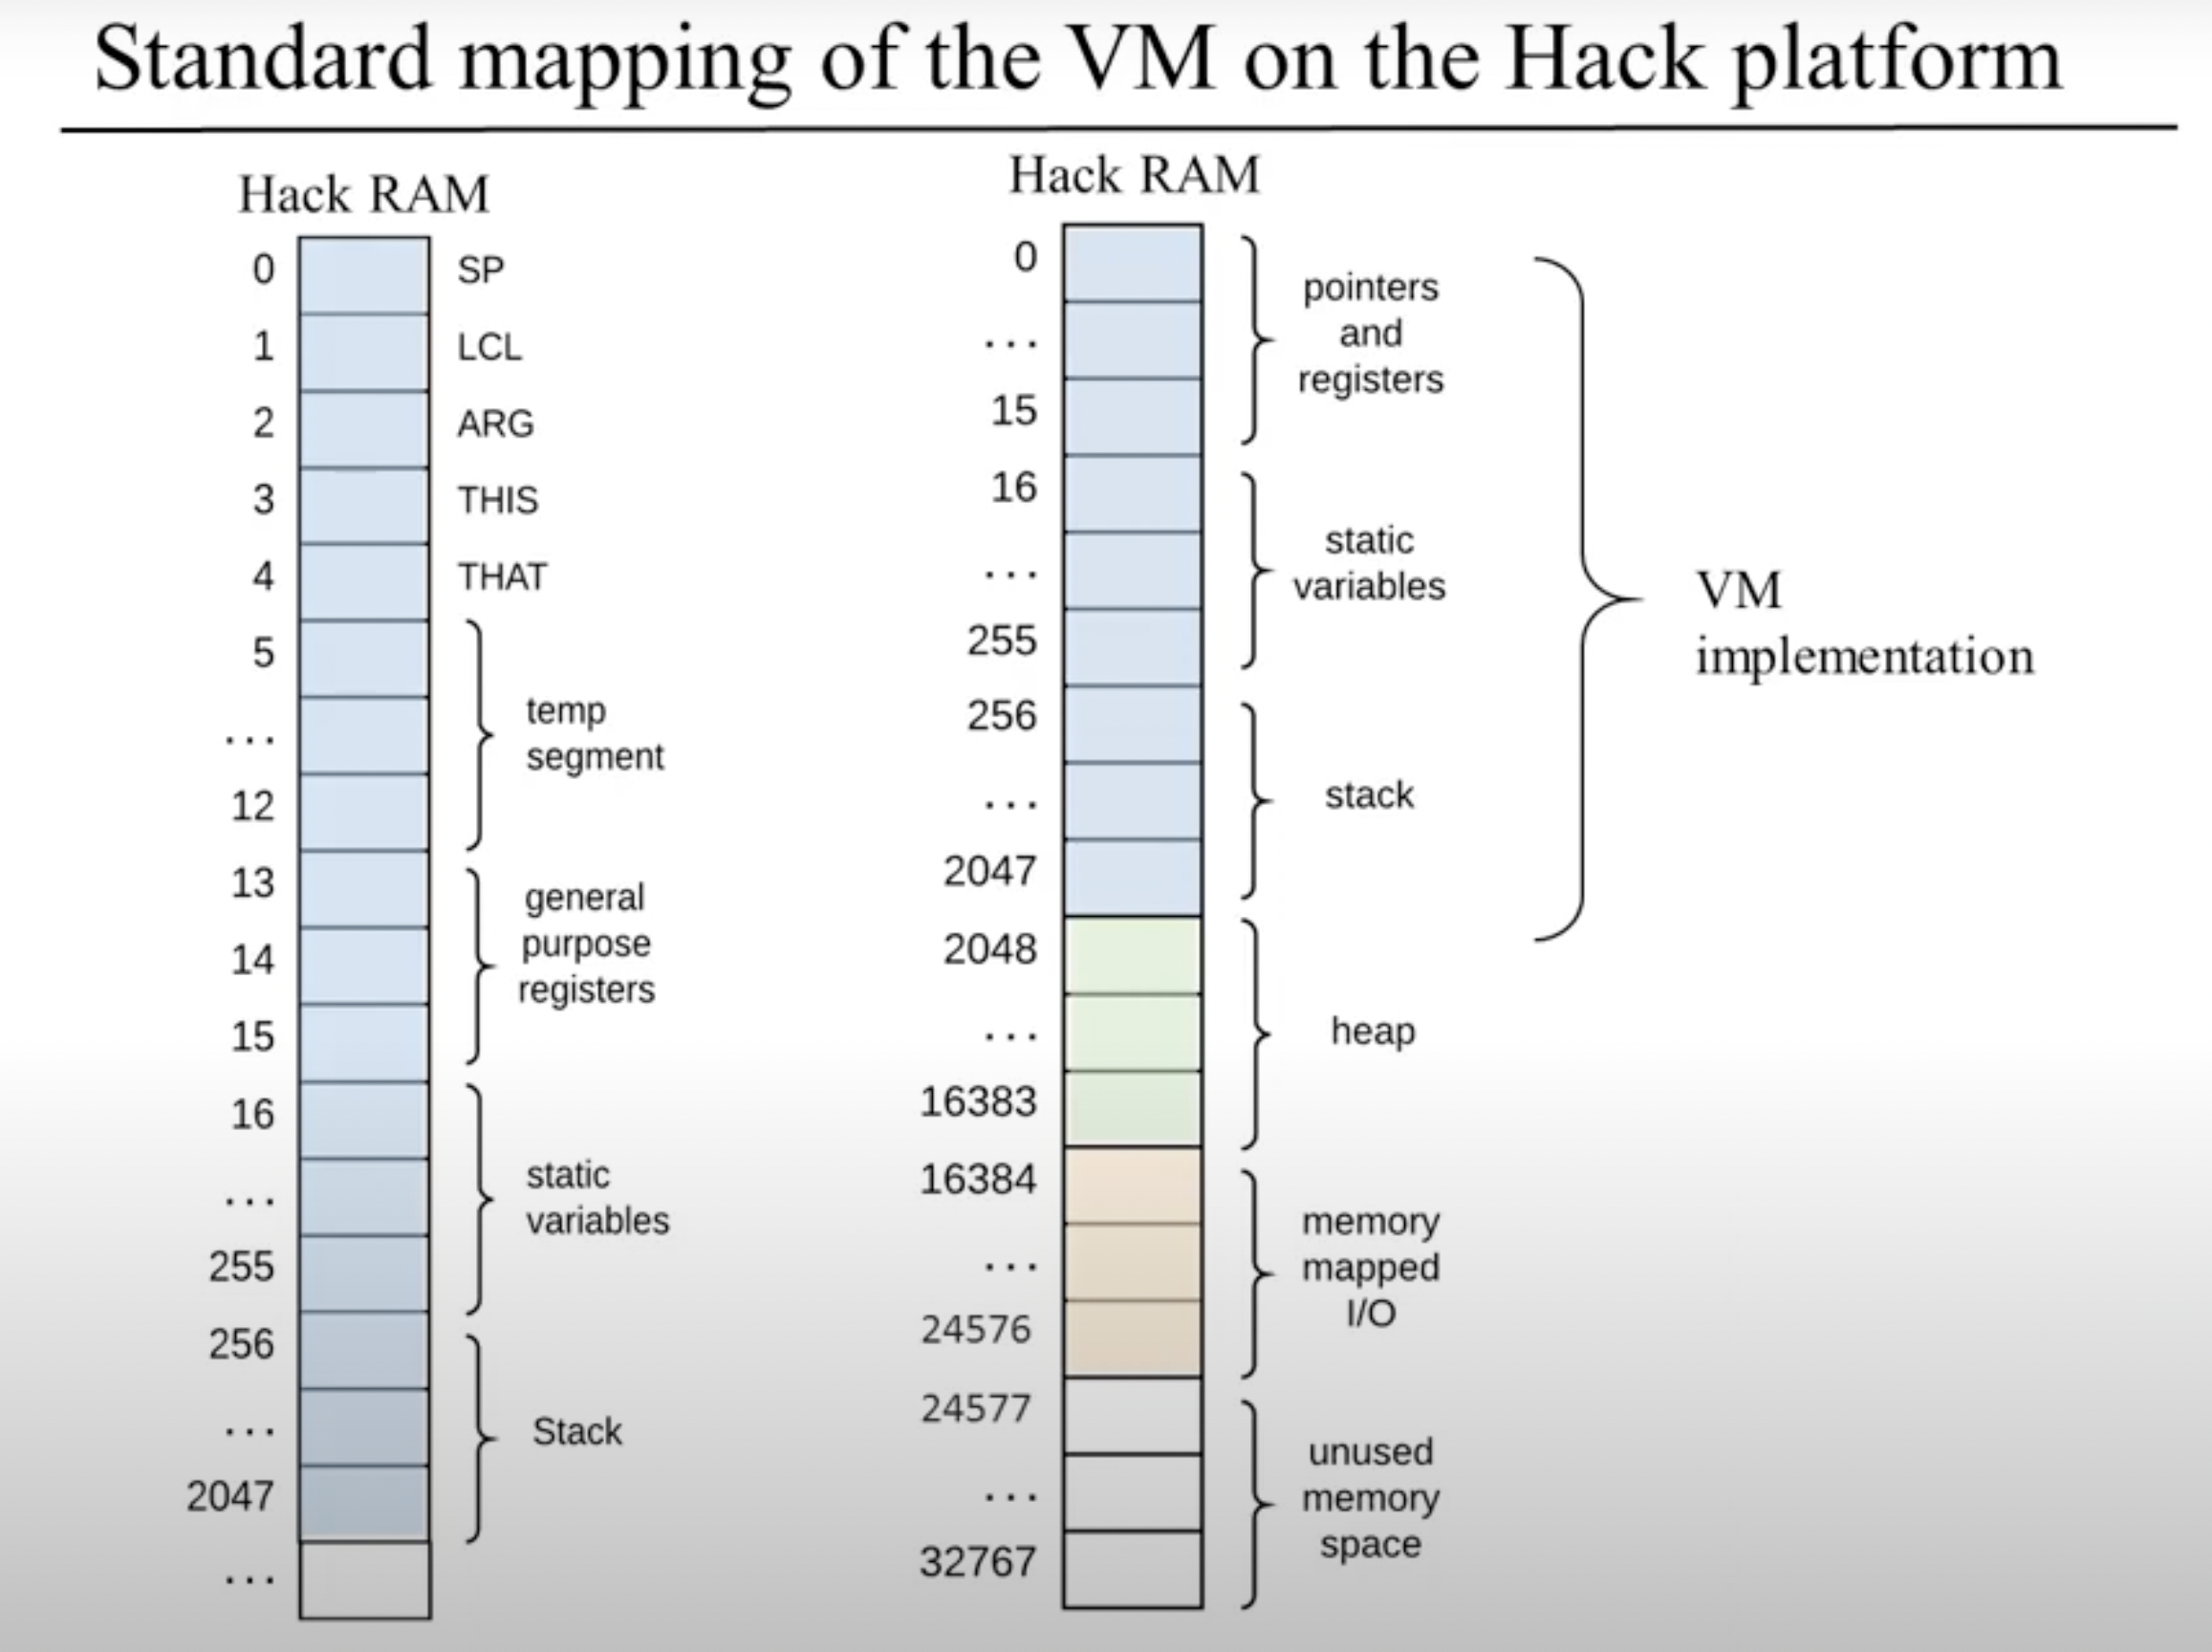 Standard mapping of the VM on the Hack platform
Hack RAM
0 SP
1 LCL
2 ARG
3 THIS
4 THAT
5
...
12
temp
segment
13
14
15
general
purpose
registers
16
...
255
static
variables
256
...
2047
Stack
...
Hack RAM
0
...
15
pointers
and
registers
16
...
255
static
variables
256
...
2047
stack
VM
implementation
2048
...
16383
heap
16384
...
24576
memory
mapped
I/O
24577
...
32767
unused
memory
space